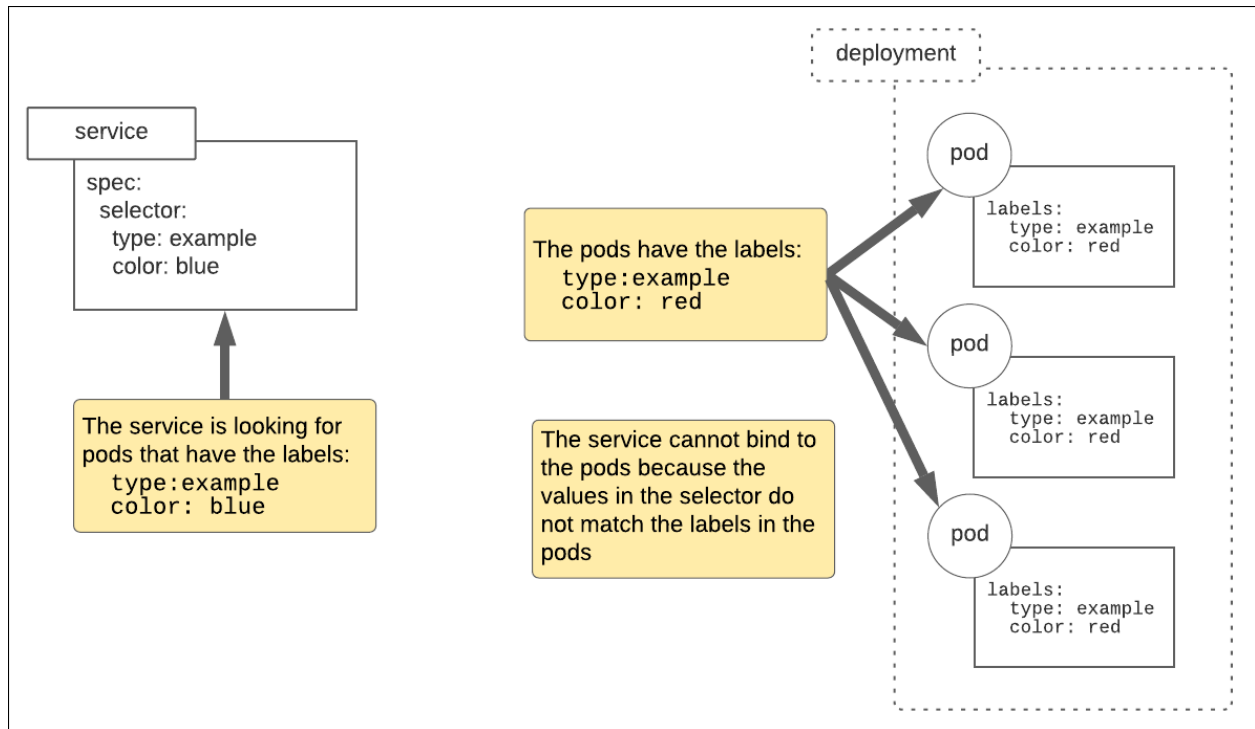 deployment
service
spec:
selector:
type: example
color: blue
The service is looking for
pods that have the labels:
type:example
color: blue
The pods have the labels:
type:example
color: red
The service cannot bind to
the pods because the
values in the selector do
not match the labels in the
pods
pod
labels:
type: example
color: red
pod
labels:
type: example
color: red
pod
labels:
type: example
color: red